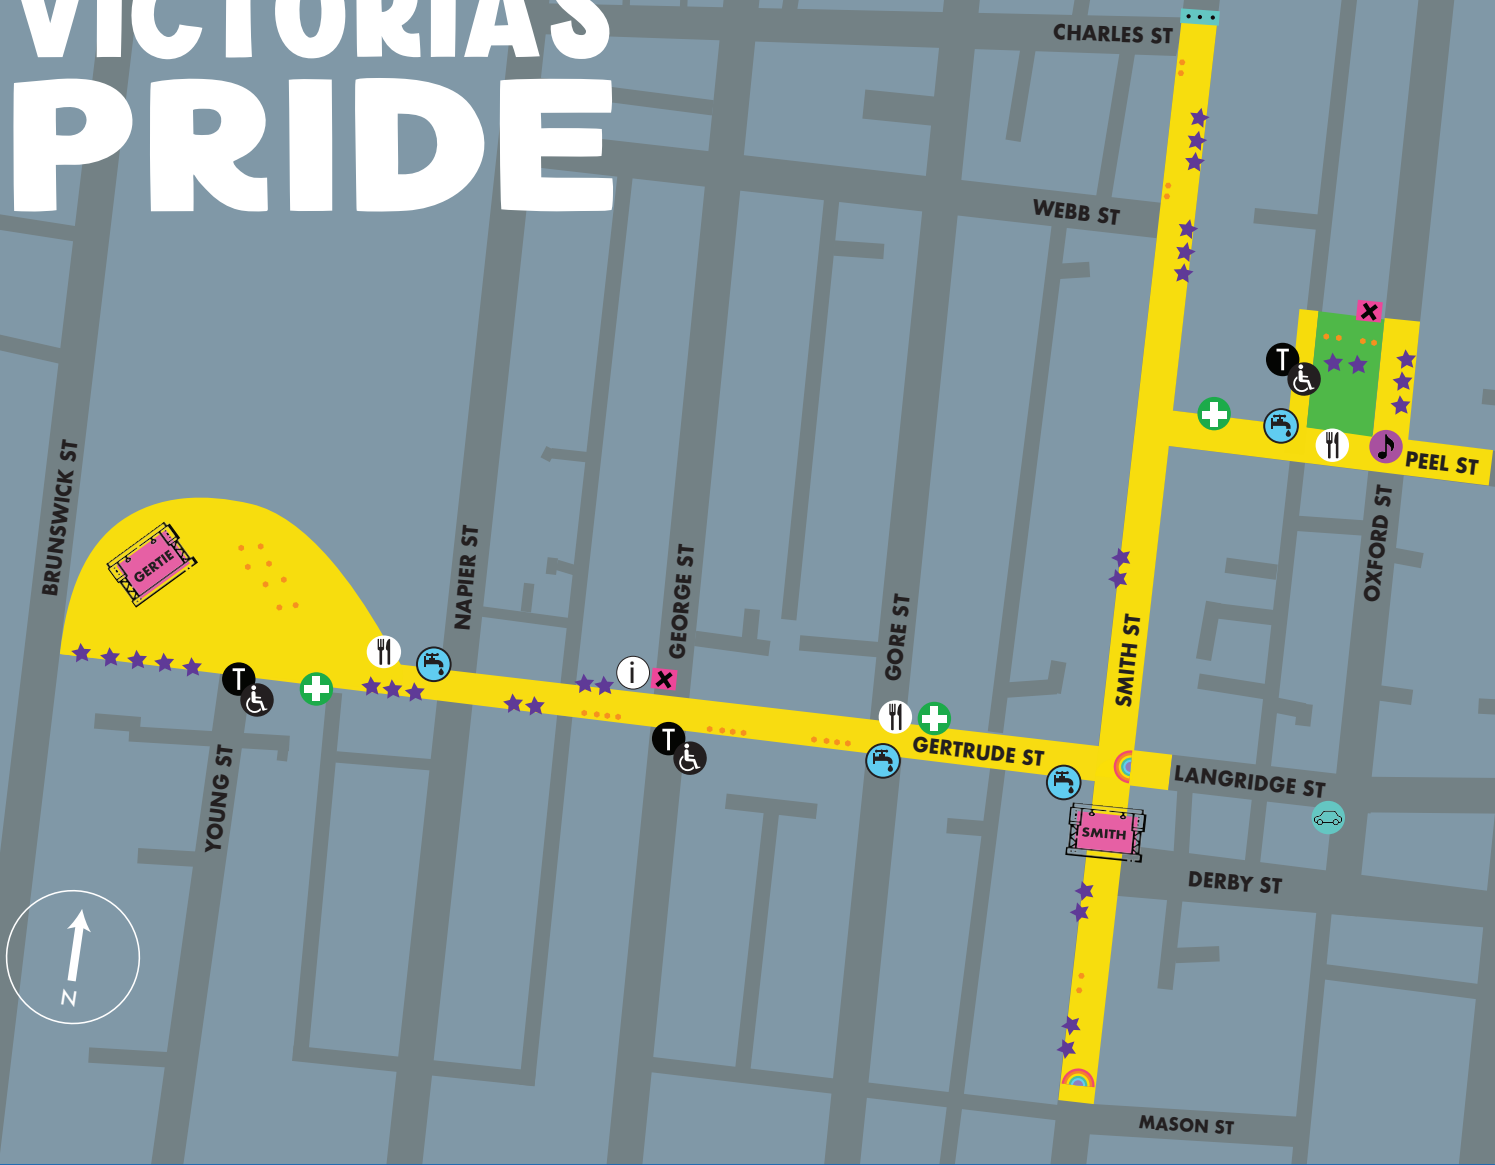 VICTORIA'S
PRIDE
CHARLES ST
WEBB ST
T
PEEL ST
BRUNSWICK ST
NAPIER ST
GEORGE ST
GORE ST
SMITH ST
OXFORD ST
GERTIE
i
T
T
GERTRUDE ST
LANGRIDGE ST
YOUNG ST
SMITH
DERBY ST
N
MASON ST